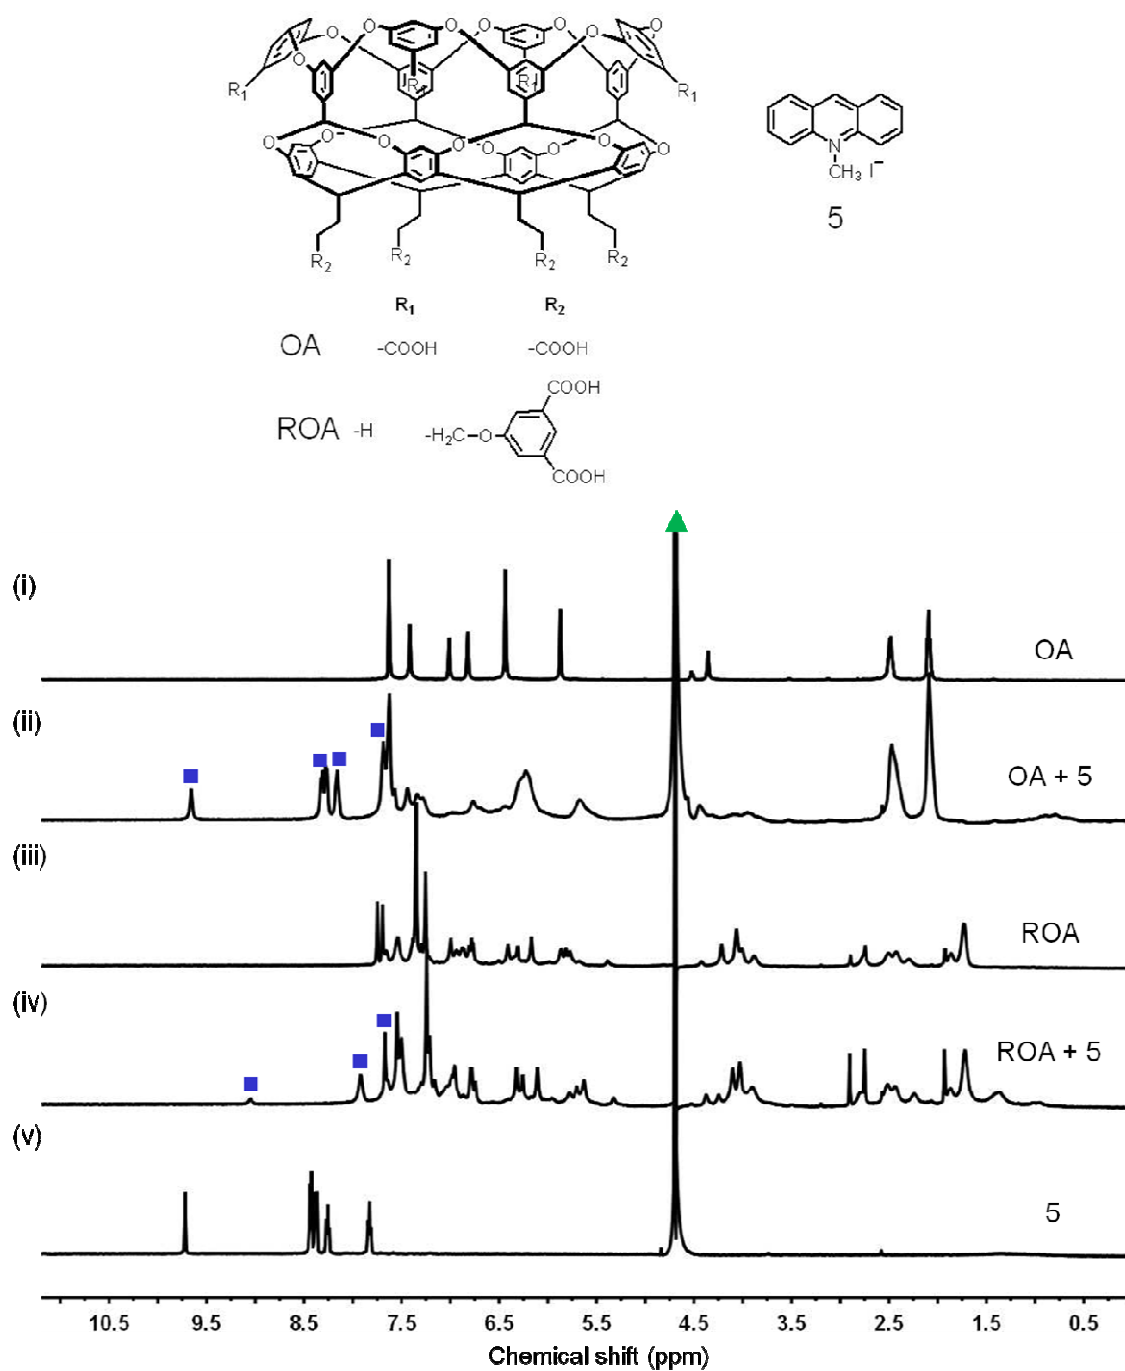 O O O O O O
O O
R₁ R₁ R₁ R₁
O O O O O O O O
N
CH₃ I⁻
5
R₂ R₂ R₂ R₂
R₁ R₂
OA -COOH -COOH
COOH
ROA -H -H₂C-O
COOH
(i)
OA
(ii)
OA + 5
(iii)
ROA
(iv)
ROA + 5
(v)
5
10.5 9.5 8.5 7.5 6.5 5.5 4.5 3.5 2.5 1.5 0.5
Chemical shift (ppm)